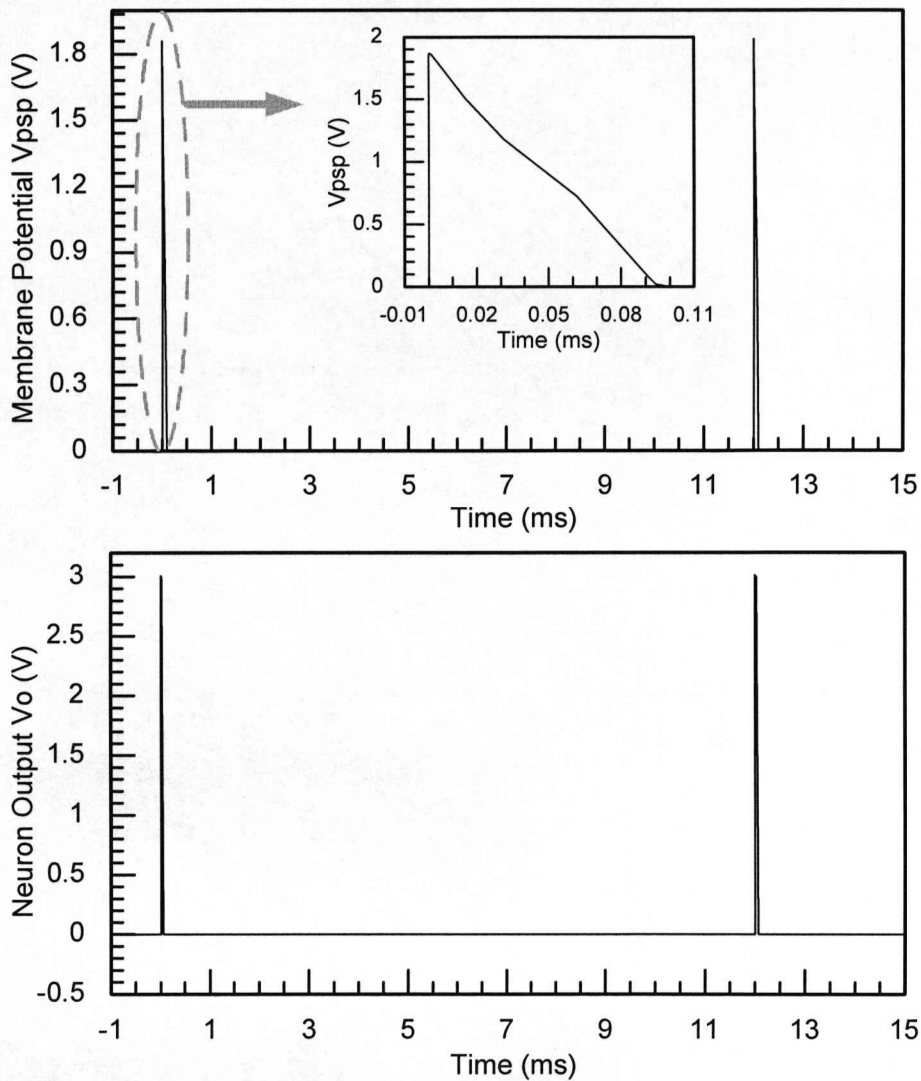 Membrane Potential Vpsp (V)
1.8
1.5
1.2
0.9
0.6
0.3
0
-1 1 3 5 7 9 11 13 15
Time (ms)
Vpsp (V)
2
1.5
1
0.5
0
-0.01 0.02 0.05 0.08 0.11
Time (ms)
Neuron Output Vo (V)
3
2.5
2
1.5
1
0.5
0
-0.5
-1 1 3 5 7 9 11 13 15
Time (ms)